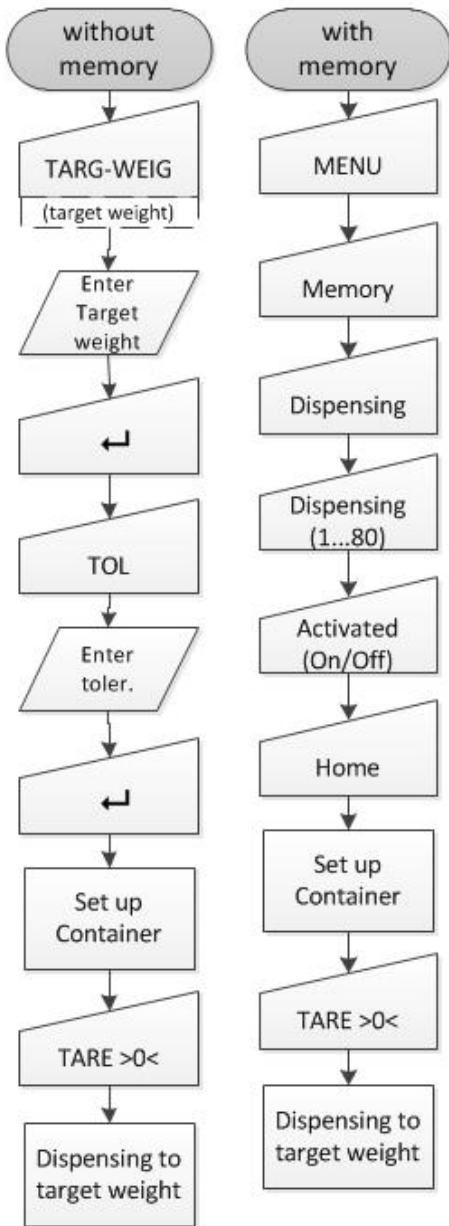 without
memory
TARG-WEIG
(target weight)
Enter
Target
weight
↵
TOL
Enter
toler.
↵
Set up
Container
TARE >0<
Dispensing to
target weight
with
memory
MENU
Memory
Dispensing
Dispensing
(1...80)
Activated
(On/Off)
Home
Set up
Container
TARE >0<
Dispensing to
target weight